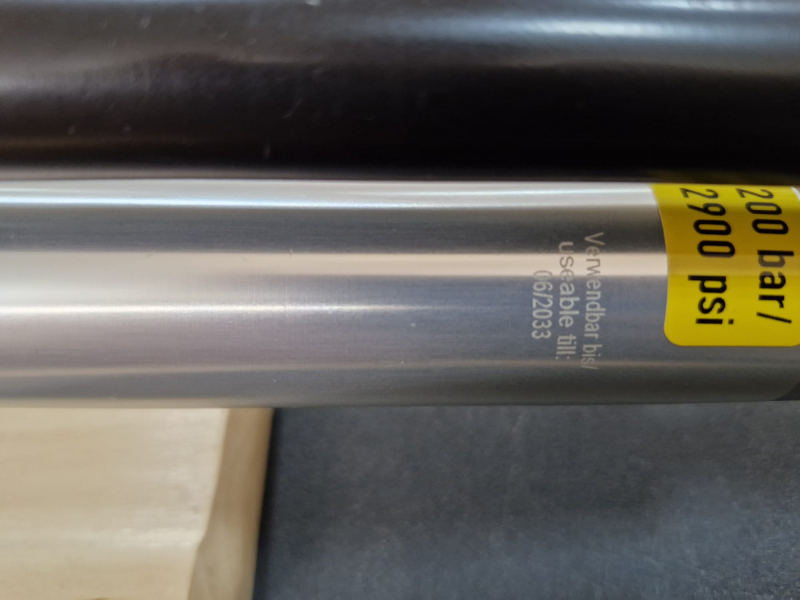 200 bar/
2900 psi
Verwendbar bis/
useable till:
06/2033